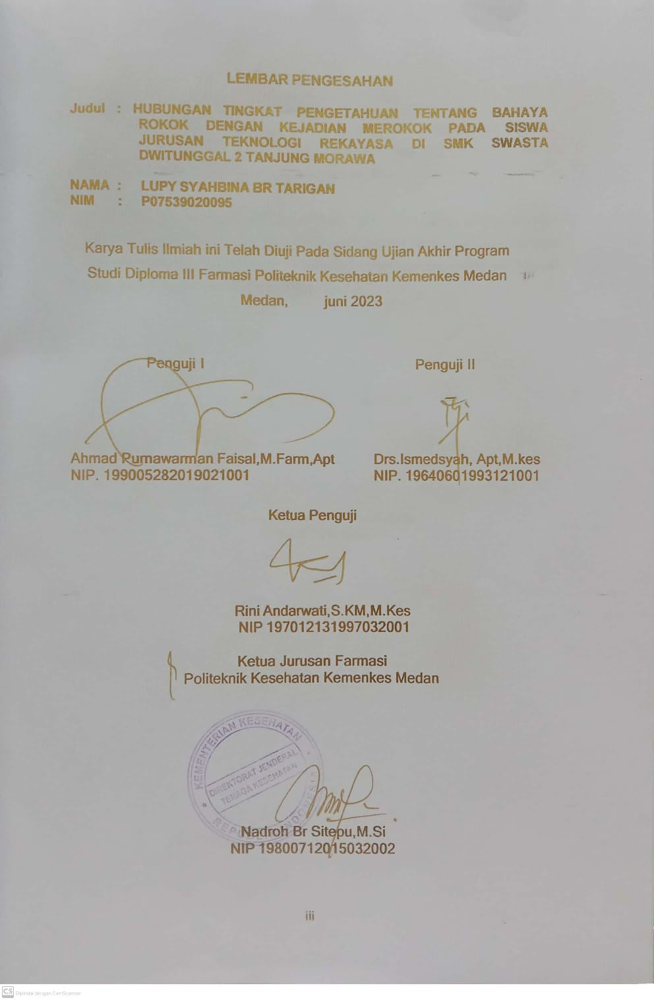 LEMBAR PENGESAHAN
Judul : HUBUNGAN TINGKAT PENGETAHUAN TENTANG BAHAYA
ROKOK DENGAN KEJADIAN MEROKOK PADA SISWA
JURUSAN TEKNOLOGI REKAYASA DI SMK SWASTA
DWITUNGGAL 2 TANJUNG MORAWA
NAMA : LUPY SYAHBINA BR TARIGAN
NIM : P07539020095
Karya Tulis Ilmiah ini Telah Diuji Pada Sidang Ujian Akhir Program
Studi Diploma III Farmasi Politeknik Kesehatan Kemenkes Medan
Medan, juni 2023
Penguji I Penguji II
Ahmad Purnawarman Faisal,M.Farm,Apt Drs.Ismedsyah, Apt,M.kes
NIP. 199005282019021001 NIP. 196406011993121001
Ketua Penguji
Rini Andarwati,S.KM,M.Kes
NIP 197012131997032001
Ketua Jurusan Farmasi
Politeknik Kesehatan Kemenkes Medan
KEMENTERIAN KESEHATAN
DIREKTORAT JENDERAL
TENAGA KESEHATAN
REPUBLIK INDONESIA
Nadroh Br Sitepu,M.Si
NIP 198007112015032002
iii
CS Dipindai dengan CamScanner